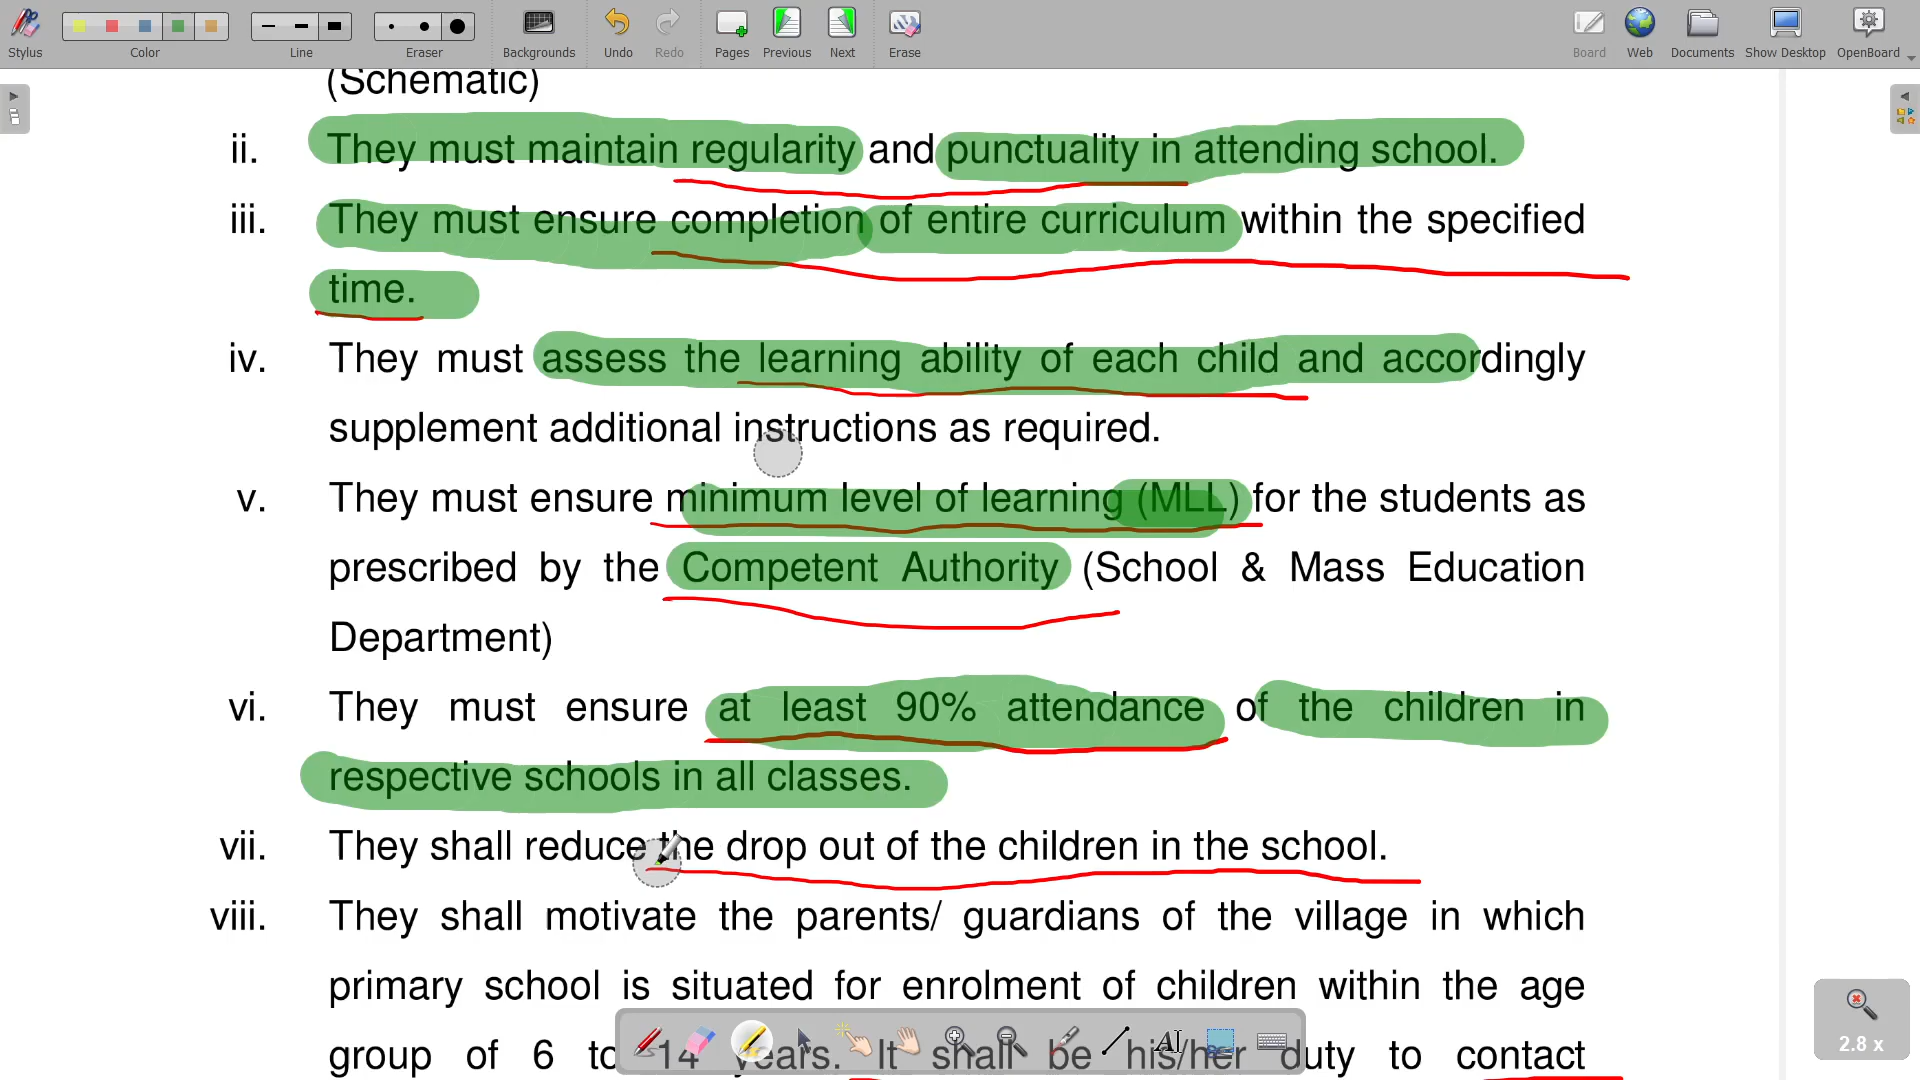 Stylus Color Line Eraser Backgrounds Undo Redo Pages Previous Next Erase Board Web Documents Show Desktop OpenBoard
(Schematic)
ii. They must maintain regularity and punctuality in attending school.
iii. They must ensure completion of entire curriculum within the specified
time.
iv. They must assess the learning ability of each child and accordingly
supplement additional instructions as required.
v. They must ensure minimum level of learning (MLL) for the students as
prescribed by the Competent Authority (School & Mass Education
Department)
vi. They must ensure at least 90% attendance of the children in
respective schools in all classes.
vii. They shall reduce the drop out of the children in the school.
viii. They shall motivate the parents/ guardians of the village in which
primary school is situated for enrolment of children within the age
group of 6 to 14 years. It shall be his/her duty to contact
AI
2.8 x